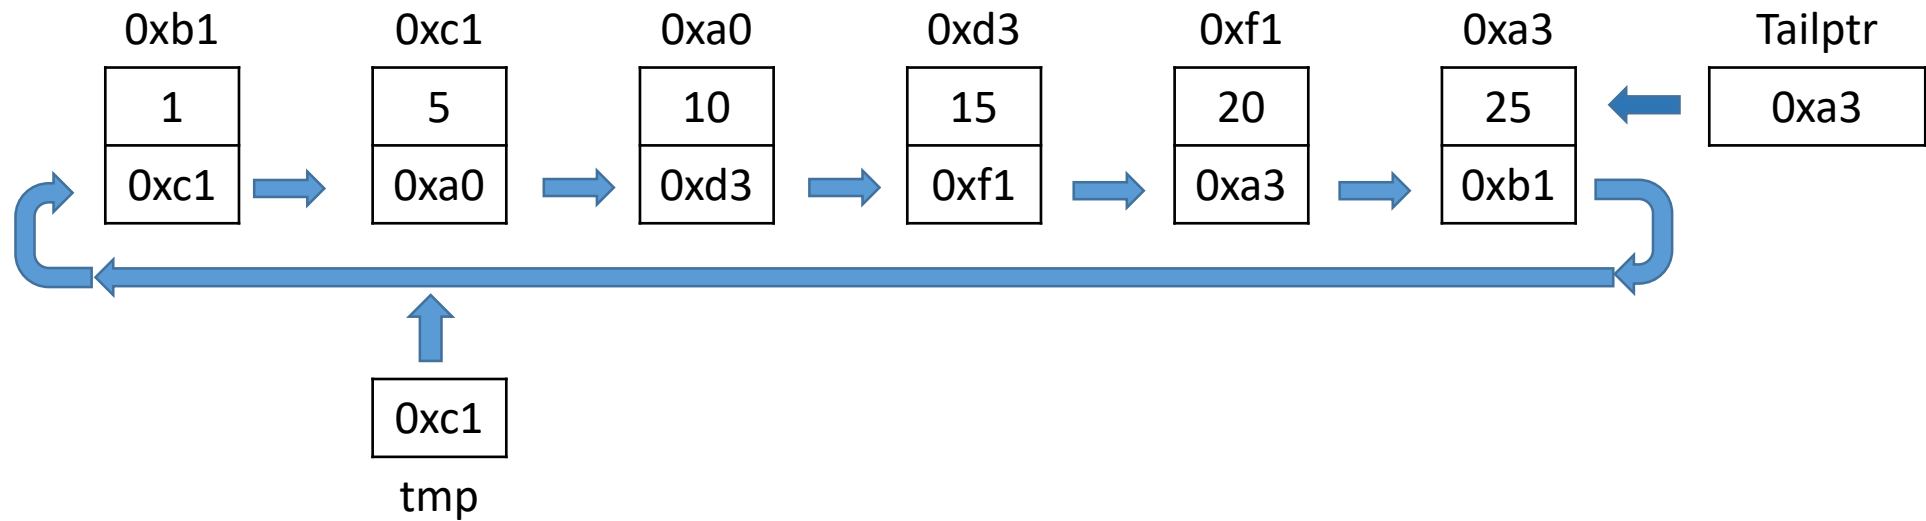 0xb1 0xc1 0xa0 0xd3 0xf1 0xa3 Tailptr
1 5 10 15 20 25 0xa3
0xc1 0xa0 0xd3 0xf1 0xa3 0xb1
0xc1
tmp